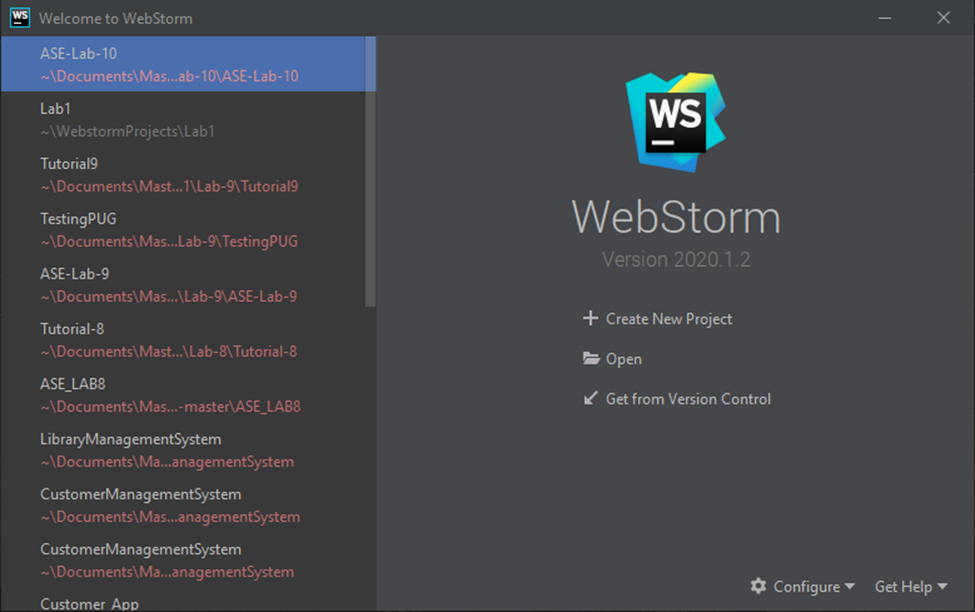 WS Welcome to WebStorm
ASE-Lab-10
~\Documents\Mas...ab-10\ASE-Lab-10
Lab1
~\WebstormProjects\Lab1
Tutorial9
~\Documents\Mast...1\Lab-9\Tutorial9
TestingPUG
~\Documents\Mas...Lab-9\TestingPUG
ASE-Lab-9
~\Documents\Mas...\Lab-9\ASE-Lab-9
Tutorial-8
~\Documents\Mast...\Lab-8\Tutorial-8
ASE_LAB8
~\Documents\Mas...-master\ASE_LAB8
LibraryManagementSystem
~\Documents\Ma...anagementSystem
CustomerManagementSystem
~\Documents\Mas...anagementSystem
CustomerManagementSystem
~\Documents\Ma...anagementSystem
Customer App
WS
WebStorm
Version 2020.1.2
Create New Project
Open
Get from Version Control
Configure
Get Help